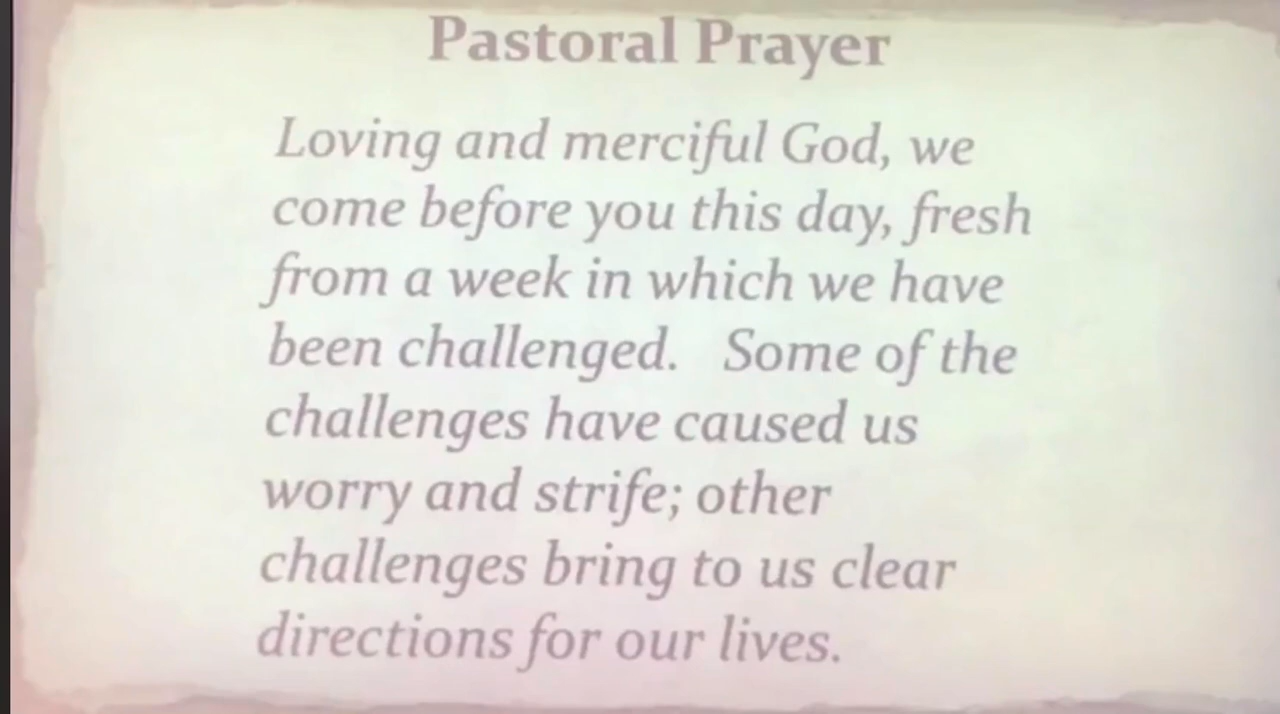 Pastoral Prayer
Loving and merciful God, we
come before you this day, fresh
from a week in which we have
been challenged.   Some of the
challenges have caused us
worry and strife; other
challenges bring to us clear
directions for our lives.